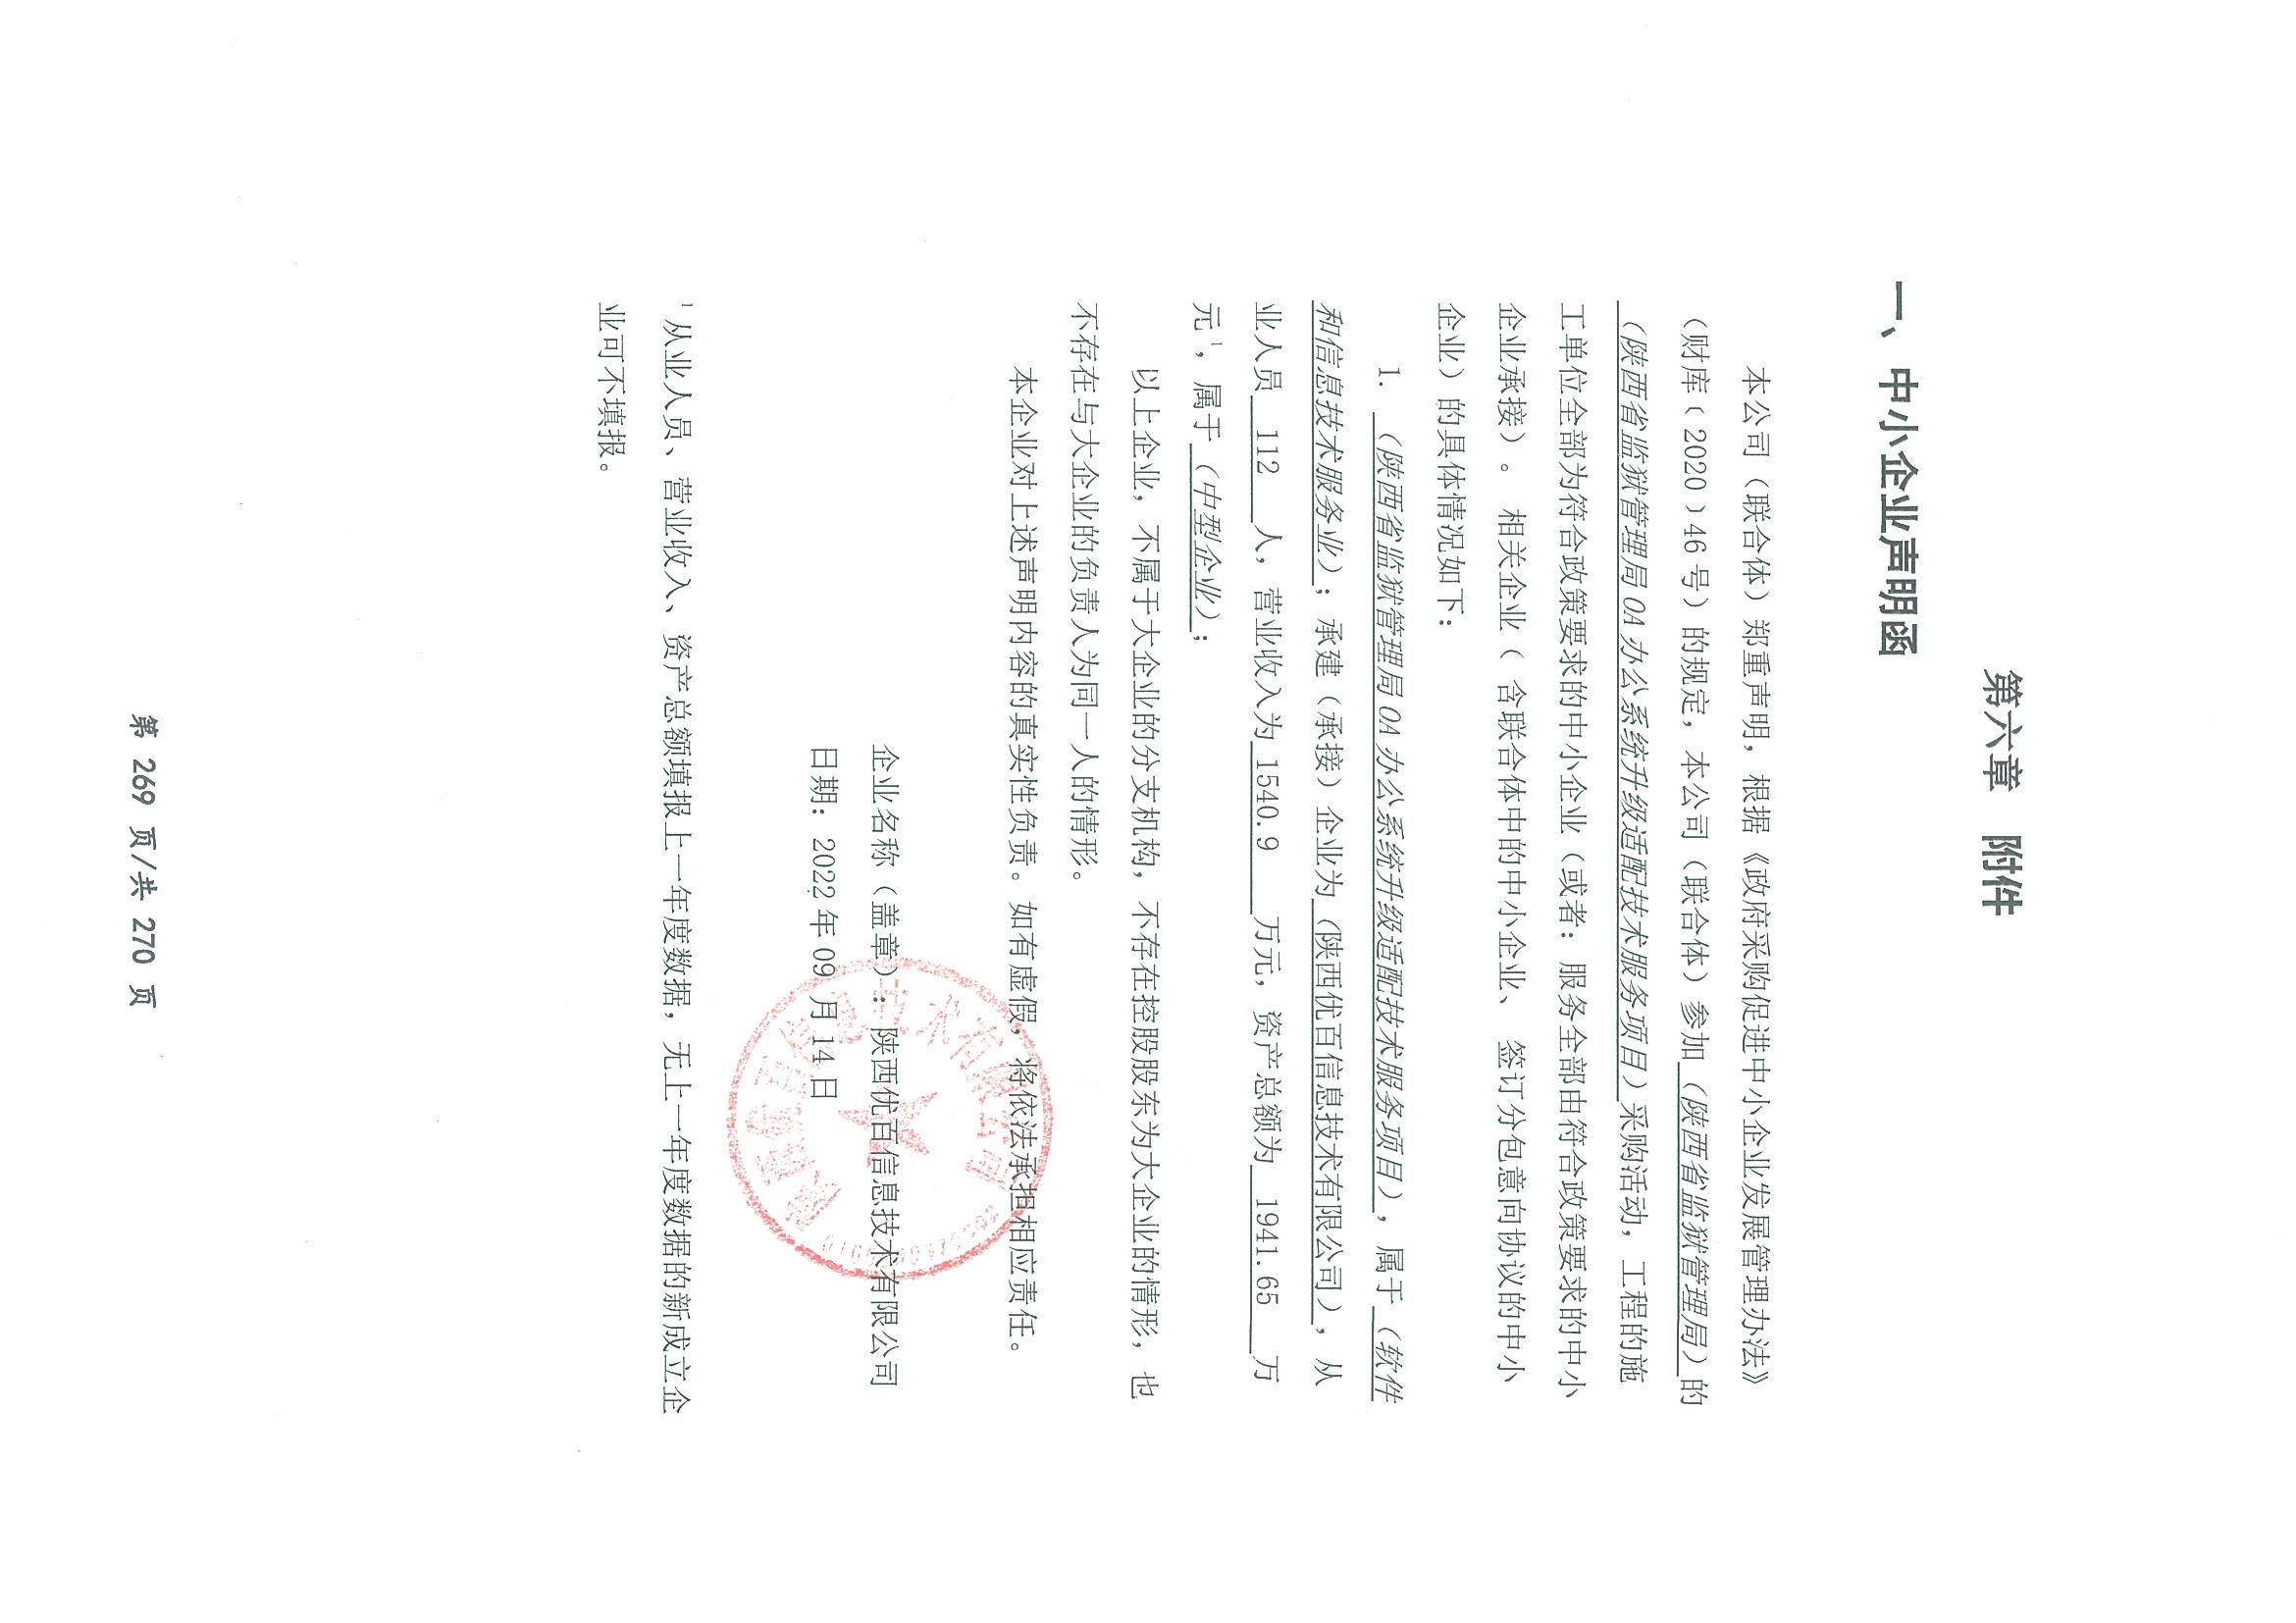 第六章 附件
一、中小企业声明函
本公司（联合体）郑重声明，根据《政府采购促进中小企业发展管理办法》
（财库﹝2020﹞46 号）的规定，本公司（联合体）参加（陕西省监狱管理局）的
（陕西省监狱管理局 OA 办公系统升级适配技术服务项目）采购活动，工程的施
工单位全部为符合政策要求的中小企业（或者：服务全部由符合政策要求的中小
企业承接）。 相关企业（ 含联合体中的中小企业、 签订分包意向协议的中小
企业）的具体情况如下：
1. （陕西省监狱管理局 OA 办公系统升级适配技术服务项目），属于（软件
和信息技术服务业）；承建（承接）企业为（陕西优百信息技术有限公司），从
业人员 112 人，营业收入为 1540.9 万元，资产总额为 1941.65 万
元¹，属于（中型企业）；
以上企业，不属于大企业的分支机构，不存在控股股东为大企业的情形，也
不存在与大企业的负责人为同一人的情形。
本企业对上述声明内容的真实性负责。如有虚假，将依法承担相应责任。
企业名称（盖章）：陕西优百信息技术有限公司
日期：2022 年 09 月 14 日
¹ 从业人员、营业收入、资产总额填报上一年度数据，无上一年度数据的新成立企
业可不填报。
第 269 页/共 270 页